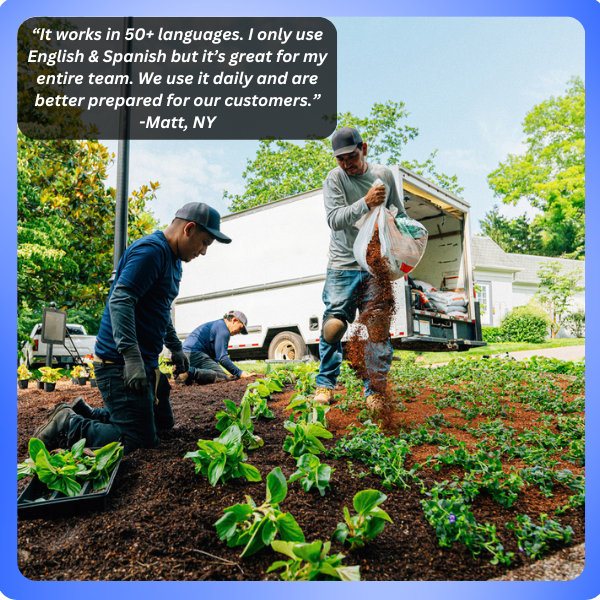 “It works in 50+ languages. I only use
English & Spanish but it’s great for my
entire team. We use it daily and are
better prepared for our customers.”
-Matt, NY